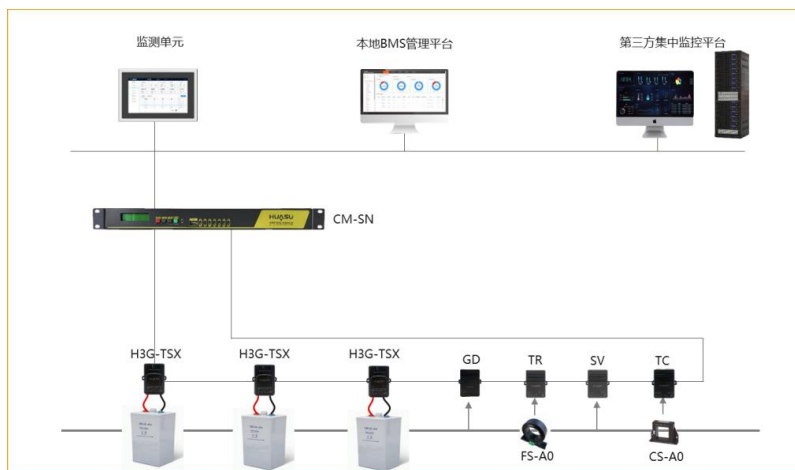 监测单元
本地BMS管理平台
第三方集中监控平台
HUASU
CM-SN
H3G-TSX
H3G-TSX
H3G-TSX
GD
TR
SV
TC
FS-A0
CS-A0